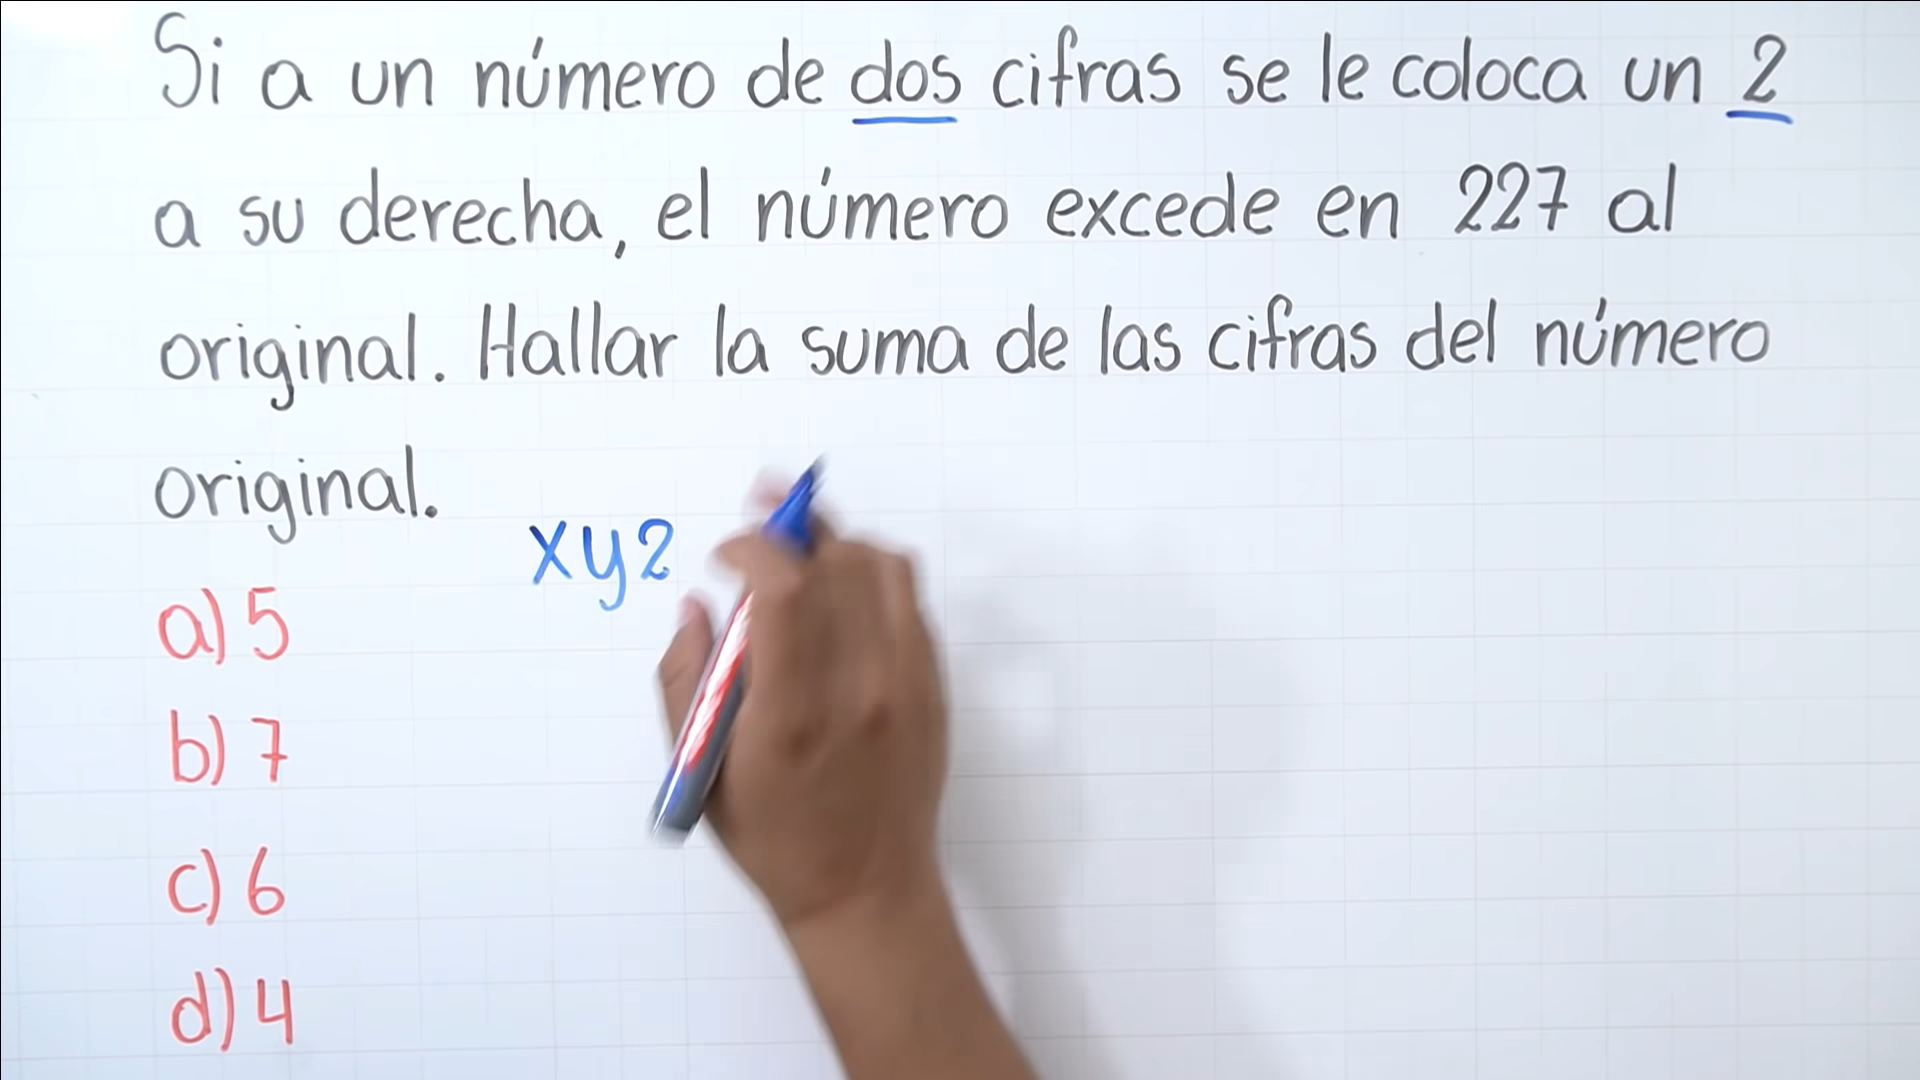 Si a un número de dos cifras se le coloca un 2
a su derecha, el número excede en 227 al
original. Hallar la suma de las cifras del número
original.
xy2
a) 5
b) 7
c) 6
d) 4